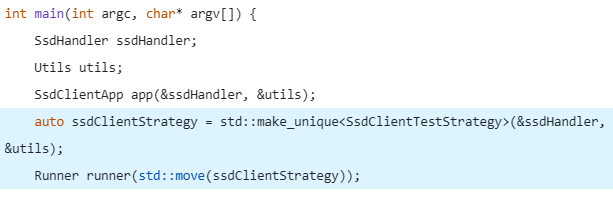 int main(int argc, char* argv[]) {
    SsdHandler ssdHandler;
    Utils utils;
    SsdClientApp app(&ssdHandler, &utils);
    auto ssdClientStrategy = std::make_unique<SsdClientTestStrategy>(&ssdHandler,
&utils);
    Runner runner(std::move(ssdClientStrategy));